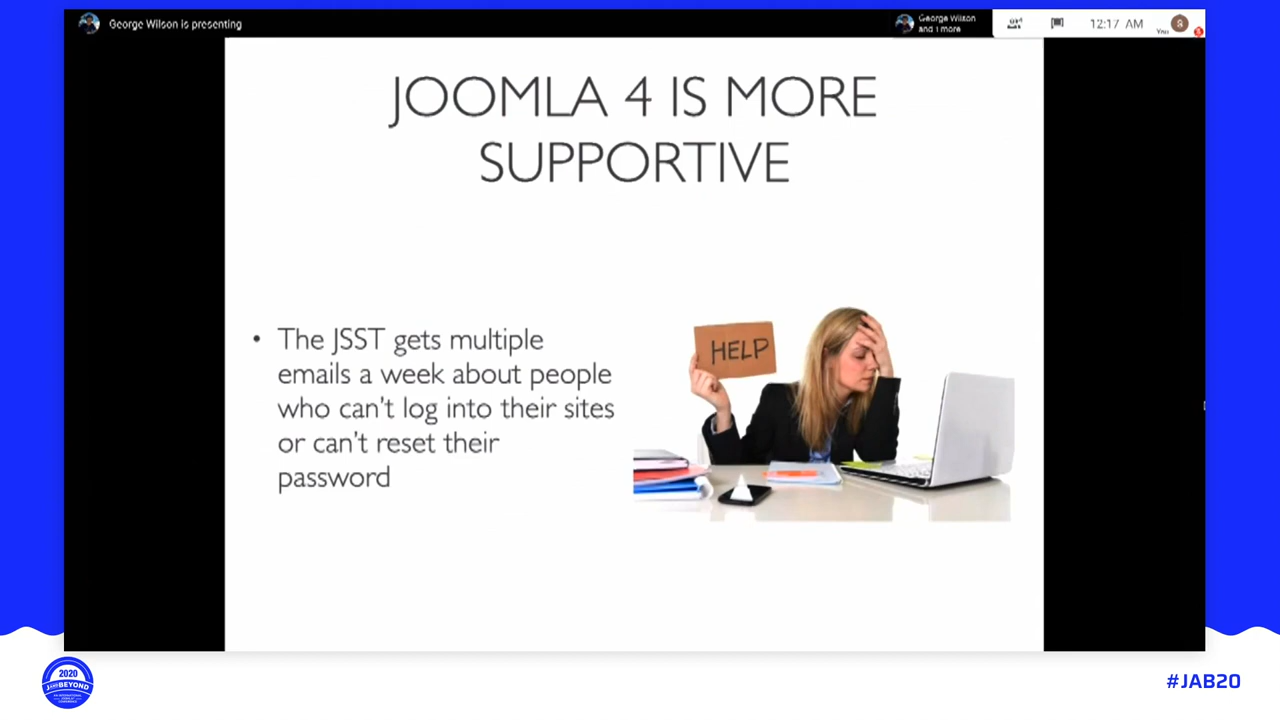 George Wilson is presenting
George Wilson
and 1 more
12:17 AM
You
S
JOOMLA 4 IS MORE
SUPPORTIVE
• The JSST gets multiple
emails a week about people
who can't log into their sites
or can't reset their
password
HELP
2020
J AND BEYOND
#JAB20